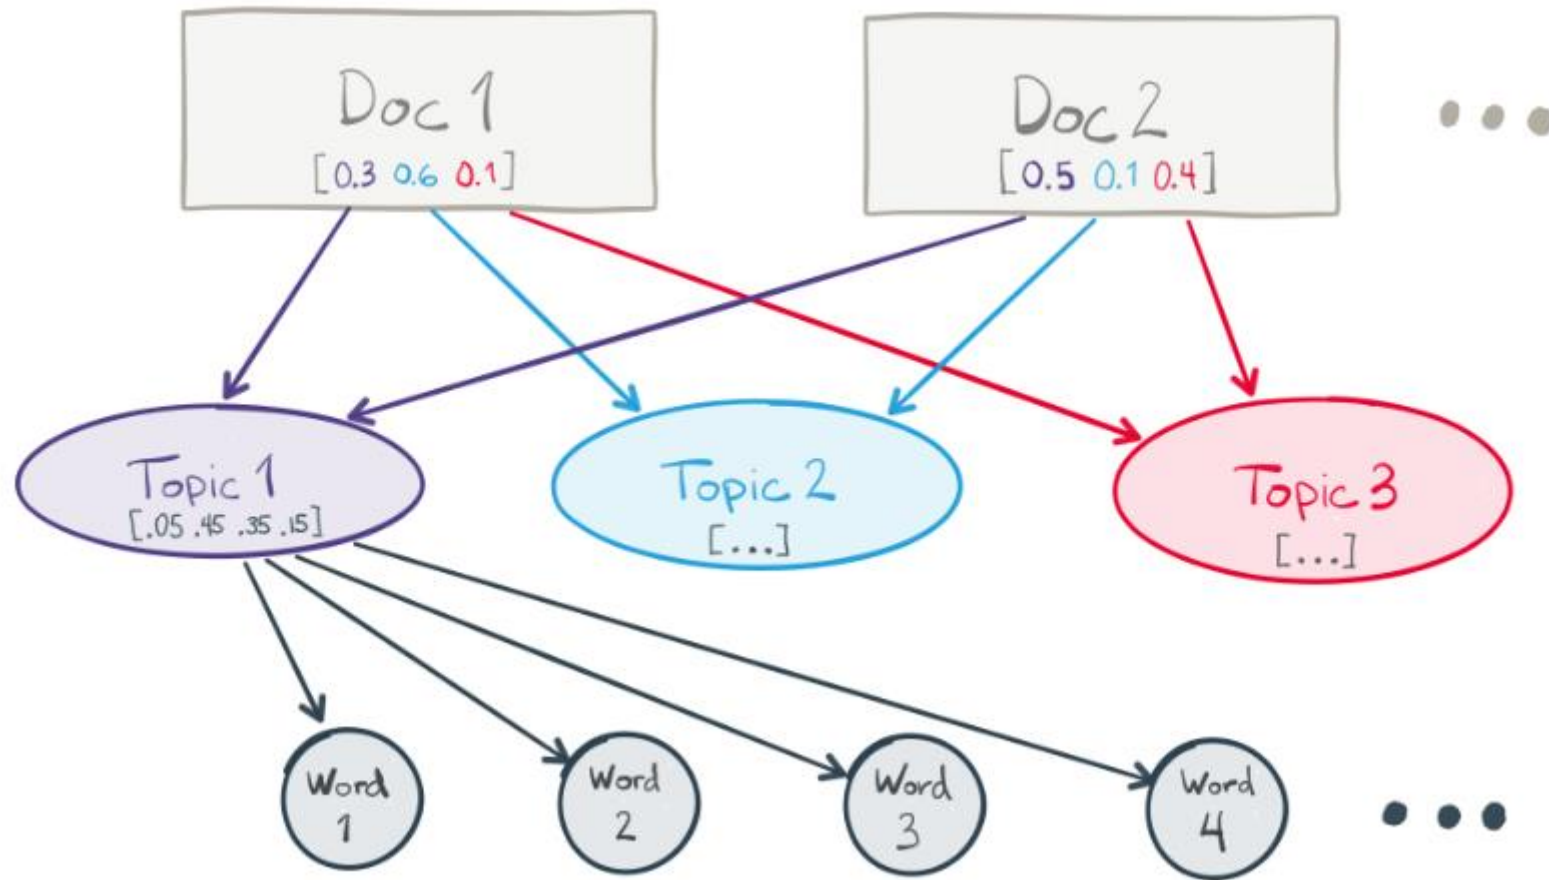 Doc 1
[0.3 0.6 0.1]
Doc 2
[0.5 0.1 0.4]
Topic 1
[.05 .45 .35 .15]
Topic 2
[...]
Topic 3
[...]
Word
1
Word
2
Word
3
Word
4